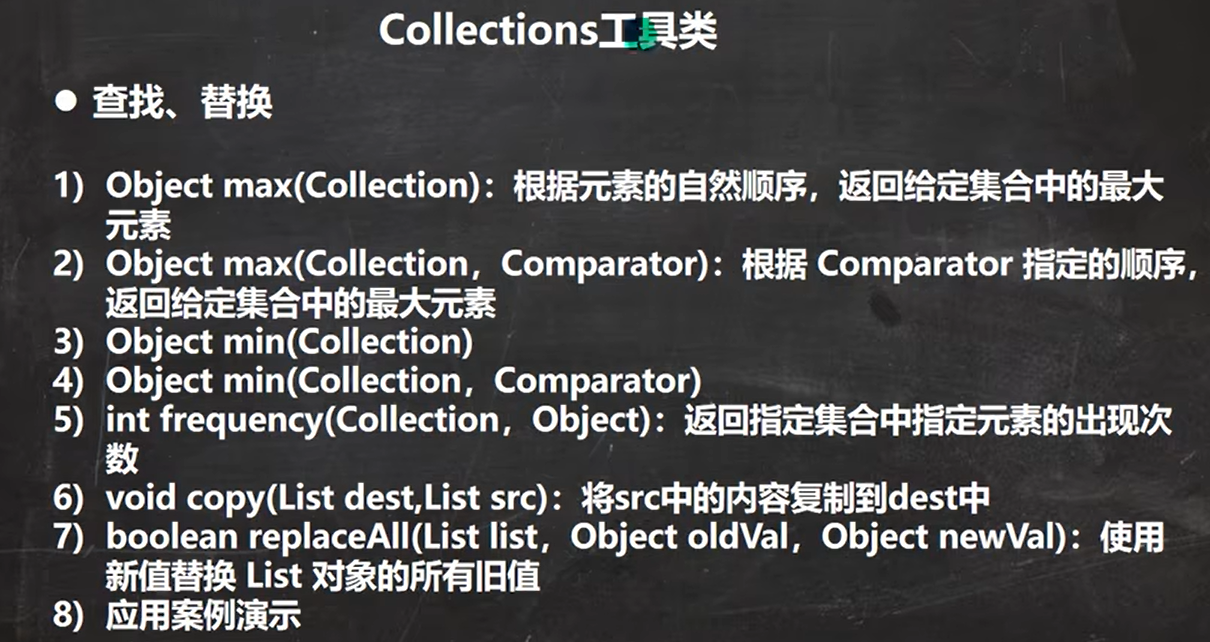 Collections工具类
● 查找、替换
1) Object max(Collection)：根据元素的自然顺序，返回给定集合中的最大
元素
2) Object max(Collection，Comparator)：根据 Comparator 指定的顺序，
返回给定集合中的最大元素
3) Object min(Collection)
4) Object min(Collection，Comparator)
5) int frequency(Collection，Object)：返回指定集合中指定元素的出现次
数
6) void copy(List dest,List src)：将src中的内容复制到dest中
7) boolean replaceAll(List list，Object oldVal，Object newVal)：使用
新值替换 List 对象的所有旧值
8) 应用案例演示